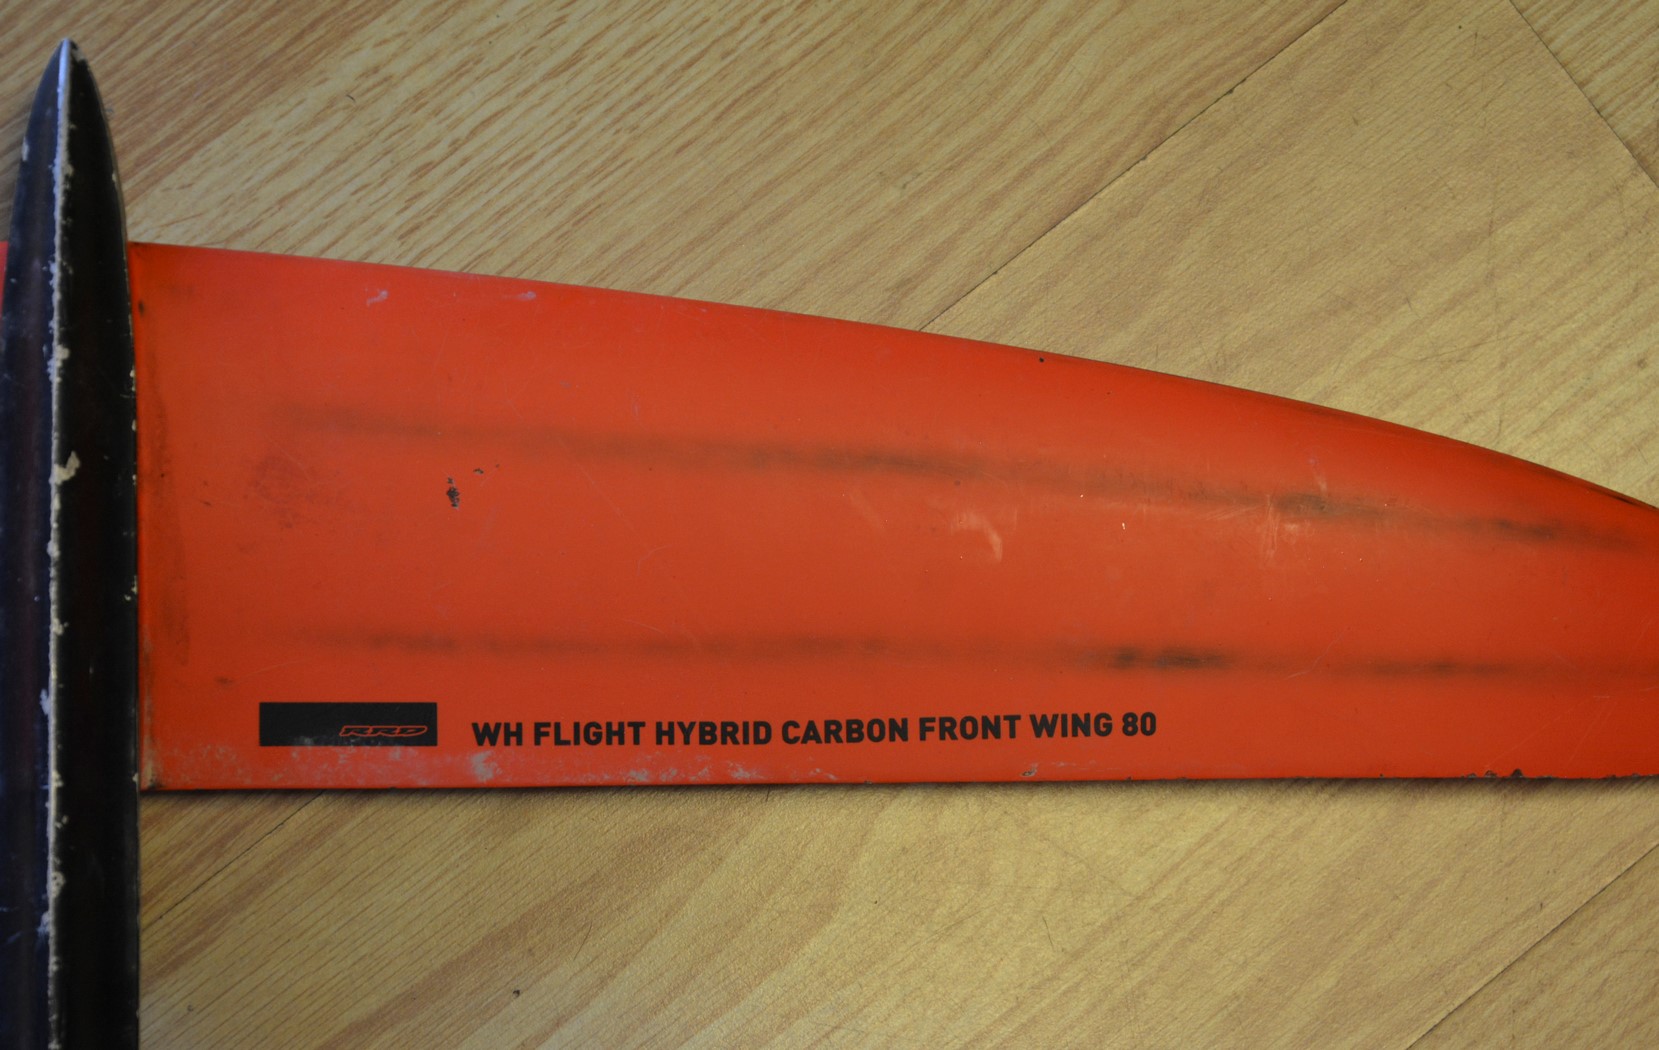 RRD WH FLIGHT HYBRID CARBON FRONT WING 80